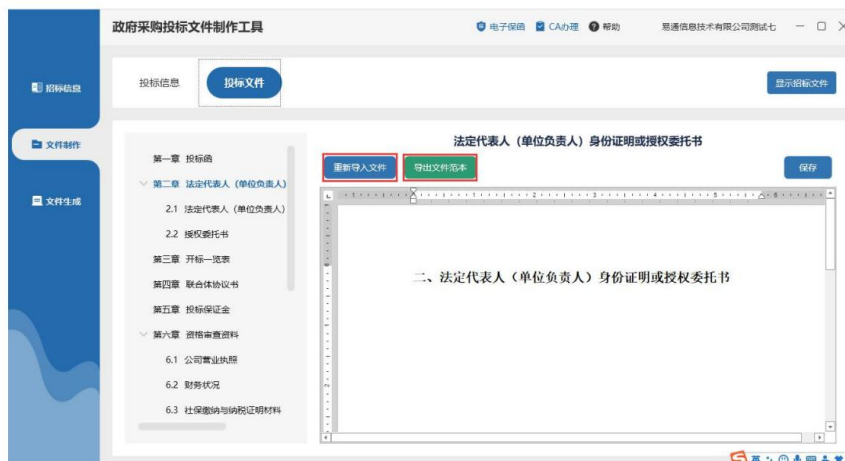 政府采购投标文件制作工具
电子保函 CA办理 帮助 易通信息技术有限公司测试七
招标信息
文件制作
文件生成
投标信息 投标文件 显示招标文件
第一章 投标函
第二章 法定代表人（单位负责人）
2.1 法定代表人（单位负责人）
2.2 授权委托书
第三章 开标一览表
第四章 联合体协议书
第五章 投标保证金
第六章 资格审查资料
6.1 公司营业执照
6.2 财务状况
6.3 社保缴纳与纳税证明材料
法定代表人（单位负责人）身份证明或授权委托书
重新导入文件 导出文件范本 保存
1 1 2 3 4 5 6
二、法定代表人（单位负责人）身份证明或授权委托书
英